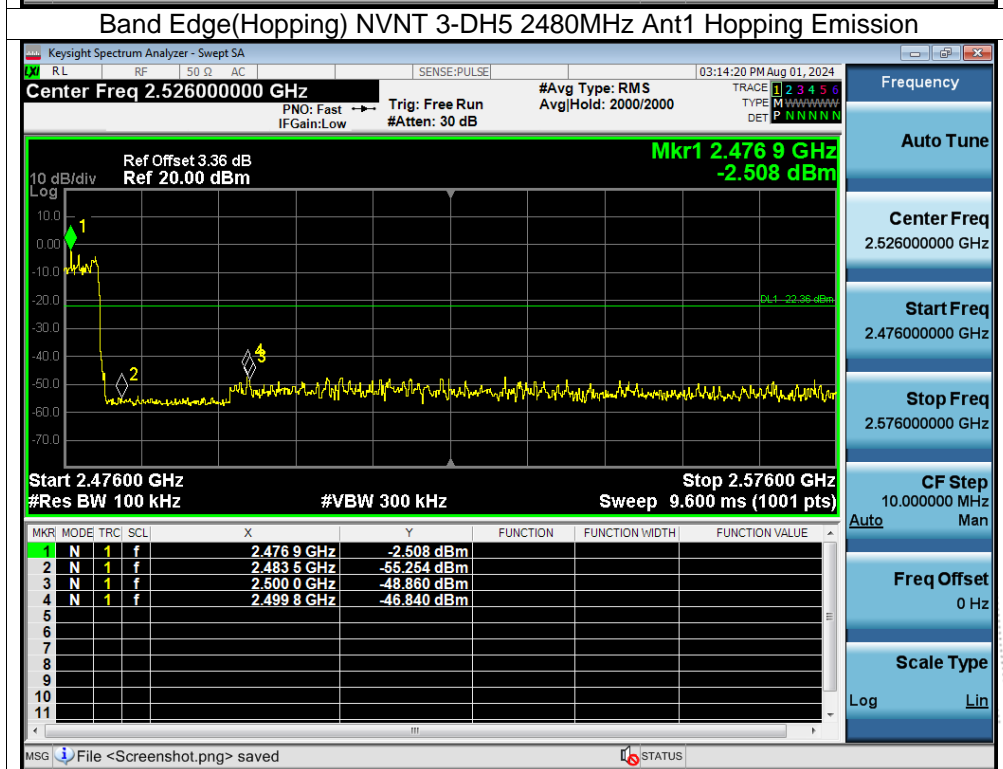 Band Edge(Hopping) NVNT 3-DH5 2480MHz Ant1 Hopping Emission
Keysight Spectrum Analyzer - Swept SA
LXI RL RF 50 Ω AC SENSE:PULSE 03:14:20 PM Aug 01, 2024
Center Freq 2.526000000 GHz #Avg Type: RMS TRACE 1 2 3 4 5 6
PNO: Fast Trig: Free Run Avg|Hold: 2000/2000 TYPE M W W W W W
IFGain:Low #Atten: 30 dB DET P N N N N N
Frequency
Auto Tune
Ref Offset 3.36 dB Mkr1 2.476 9 GHz
10 dB/div Ref 20.00 dBm -2.508 dBm
Log
10.0
1
0.00
-10.0
-20.0
DL1 -22.36 dBm
-30.0
-40.0
4
3
-50.0
2
-60.0
-70.0
Start 2.47600 GHz Stop 2.57600 GHz
#Res BW 100 kHz #VBW 300 kHz Sweep 9.600 ms (1001 pts)
MKR MODE TRC SCL X Y FUNCTION FUNCTION WIDTH FUNCTION VALUE
1 N 1 f 2.476 9 GHz -2.508 dBm
2 N 1 f 2.483 5 GHz -55.254 dBm
3 N 1 f 2.500 0 GHz -48.860 dBm
4 N 1 f 2.499 8 GHz -46.840 dBm
5
6
7
8
9
10
11
Center Freq
2.526000000 GHz
Start Freq
2.476000000 GHz
Stop Freq
2.576000000 GHz
CF Step
10.000000 MHz
Auto Man
Freq Offset
0 Hz
Scale Type
Log Lin
MSG File <Screenshot.png> saved STATUS